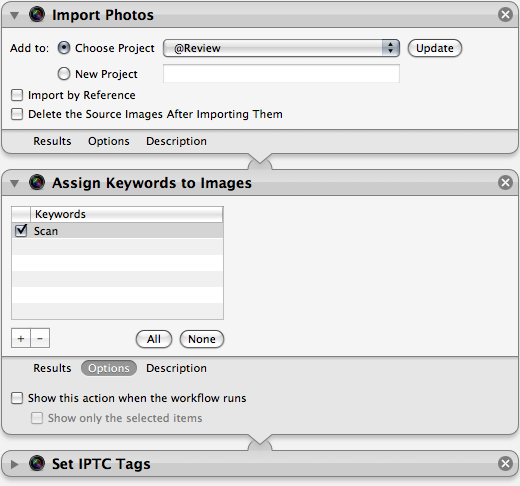 Import Photos
Add to: Choose Project @Review Update
New Project
Import by Reference
Delete the Source Images After Importing Them
Results Options Description
Assign Keywords to Images
Keywords
Scan
+ − All None
Results Options Description
Show this action when the workflow runs
Show only the selected items
Set IPTC Tags